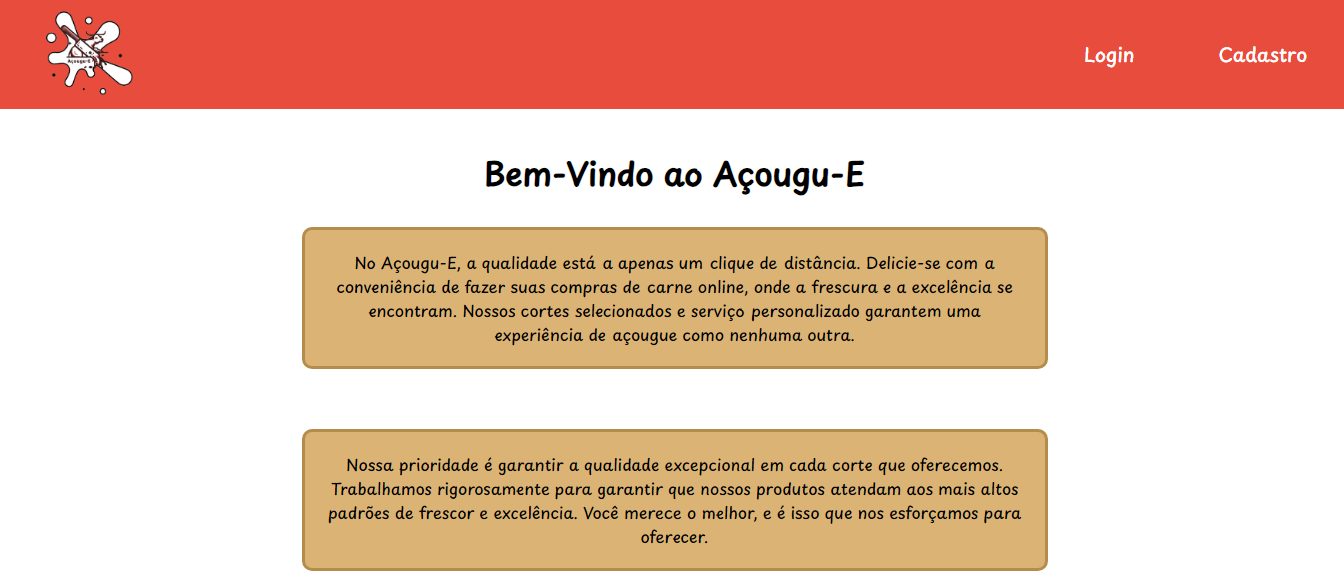 Açougu-E
Login
Cadastro
Bem-Vindo ao Açougu-E
No Açougu-E, a qualidade está a apenas um clique de distância. Delicie-se com a
conveniência de fazer suas compras de carne online, onde a frescura e a excelência se
encontram. Nossos cortes selecionados e serviço personalizado garantem uma
experiência de açougue como nenhuma outra.
Nossa prioridade é garantir a qualidade excepcional em cada corte que oferecemos.
Trabalhamos rigorosamente para garantir que nossos produtos atendam aos mais altos
padrões de frescor e excelência. Você merece o melhor, e é isso que nos esforçamos para
oferecer.